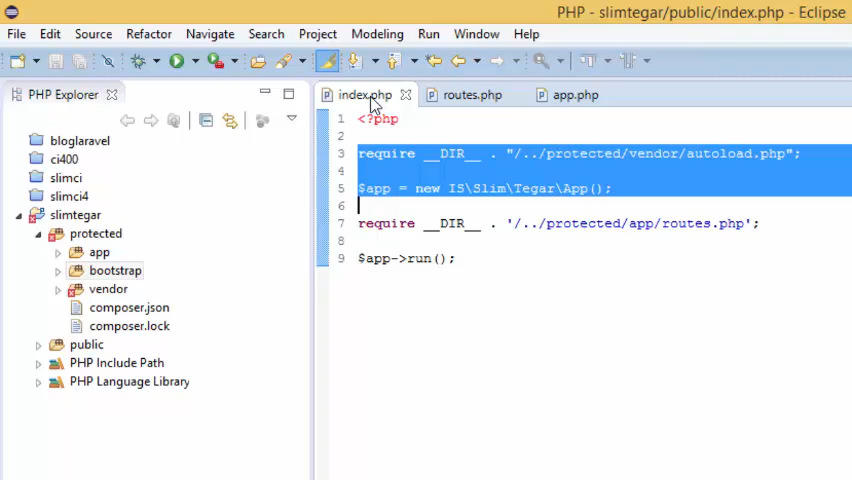 PHP - slimtegar/public/index.php - Eclipse
File Edit Source Refactor Navigate Search Project Modeling Run Window Help
PHP Explorer
index.php routes.php app.php
bloglaravel
ci400
slimci
slimci4
slimtegar
protected
app
bootstrap
vendor
composer.json
composer.lock
public
PHP Include Path
PHP Language Library
1 <?php
2
3 require __DIR__ . "/../protected/vendor/autoload.php";
4
5 $app = new IS\Slim\Tegar\App();
6
7 require __DIR__ . '/../protected/app/routes.php';
8
9 $app->run();